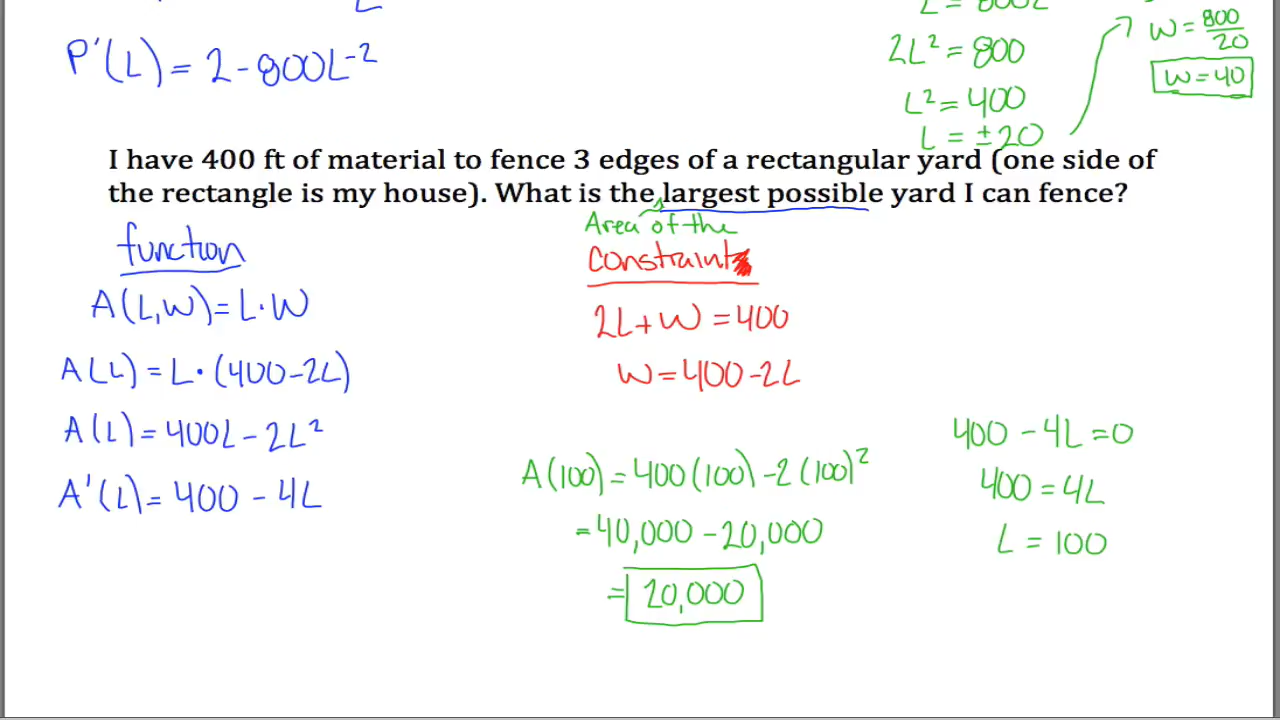 P'(L) = 2 - 800L⁻²
2L² = 800
L² = 400
L = ±20
W = 800/20
W = 40
I have 400 ft of material to fence 3 edges of a rectangular yard (one side of
the rectangle is my house). What is the largest possible yard I can fence?
Area of the
function
A(L,W) = L·W
A(L) = L·(400-2L)
A(L) = 400L - 2L²
A'(L) = 400 - 4L
constraint
2L + W = 400
W = 400 - 2L
A(100) = 400(100) - 2(100)²
= 40,000 - 20,000
= 20,000
400 - 4L = 0
400 = 4L
L = 100